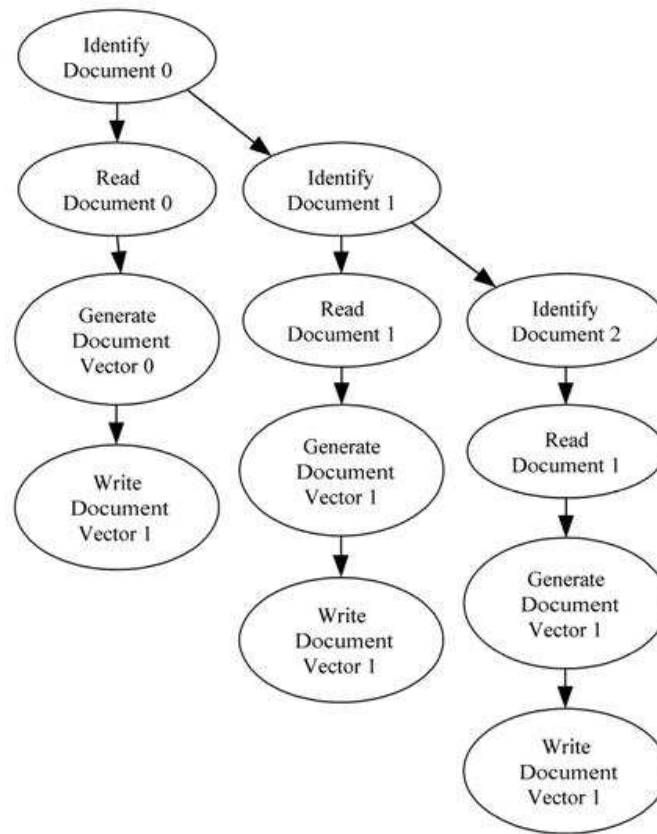 Identify
Document 0
Read
Document 0
Identify
Document 1
Generate
Document
Vector 0
Read
Document 1
Identify
Document 2
Write
Document
Vector 1
Generate
Document
Vector 1
Read
Document 1
Write
Document
Vector 1
Generate
Document
Vector 1
Write
Document
Vector 1